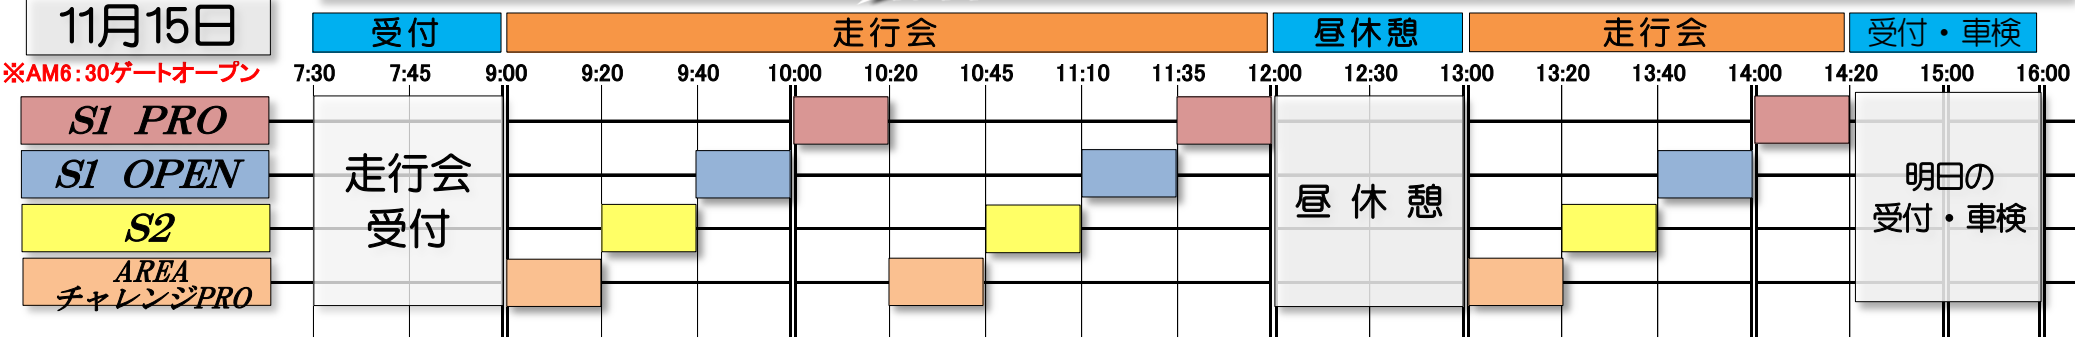 11月15日
受付
走行会
昼休憩
走行会
受付・車検
※AM6:30ゲートオープン
7:30 7:45 9:00 9:20 9:40 10:00 10:20 10:45 11:10 11:35 12:00 12:30 13:00 13:20 13:40 14:00 14:20 15:00 16:00
S1 PRO
S1 OPEN
S2
AREA
チャレンジPRO
走行会
受付
昼 休 憩
明日の
受付・車検